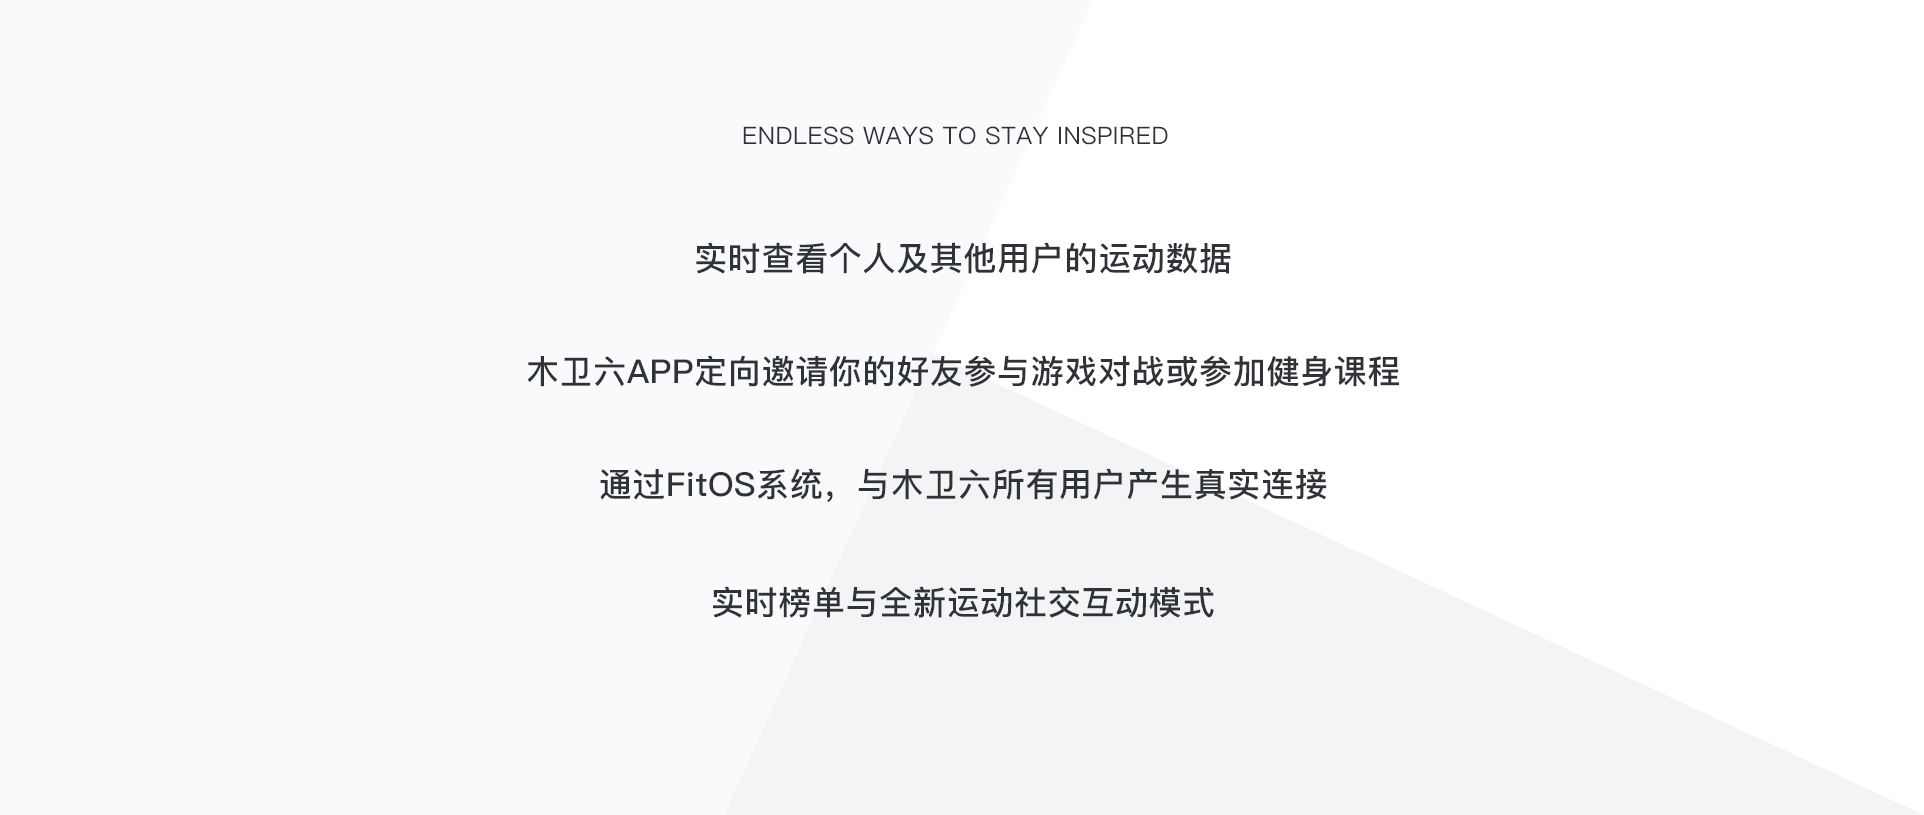 ENDLESS WAYS TO STAY INSPIRED
实时查看个人及其他用户的运动数据
木卫六APP定向邀请你的好友参与游戏对战或参加健身课程
通过FitOS系统，与木卫六所有用户产生真实连接
实时榜单与全新运动社交互动模式